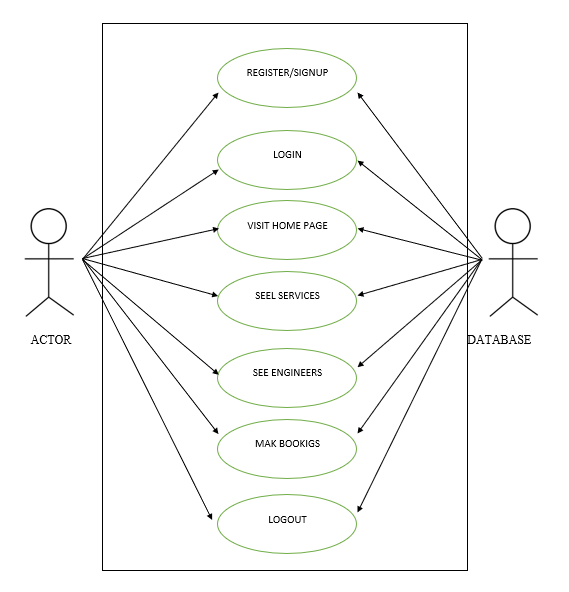 REGISTER/SIGNUP
LOGIN
VISIT HOME PAGE
SEEL SERVICES
ACTOR
DATABASE
SEE ENGINEERS
MAK BOOKIGS
LOGOUT